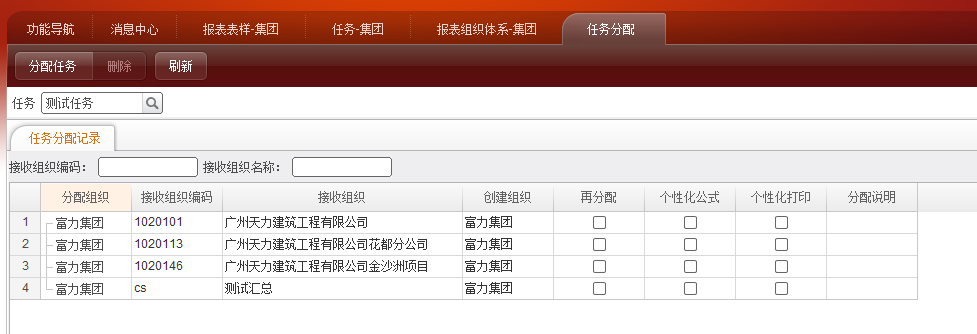 功能导航 消息中心 报表表样-集团 任务-集团 报表组织体系-集团 任务分配
分配任务 删除 刷新
任务 测试任务
任务分配记录
接收组织编码： 接收组织名称：
分配组织 接收组织编码 接收组织 创建组织 再分配 个性化公式 个性化打印 分配说明
1 富力集团 1020101 广州天力建筑工程有限公司 富力集团
2 富力集团 1020113 广州天力建筑工程有限公司花都分公司 富力集团
3 富力集团 1020146 广州天力建筑工程有限公司金沙洲项目 富力集团
4 富力集团 cs 测试汇总 富力集团